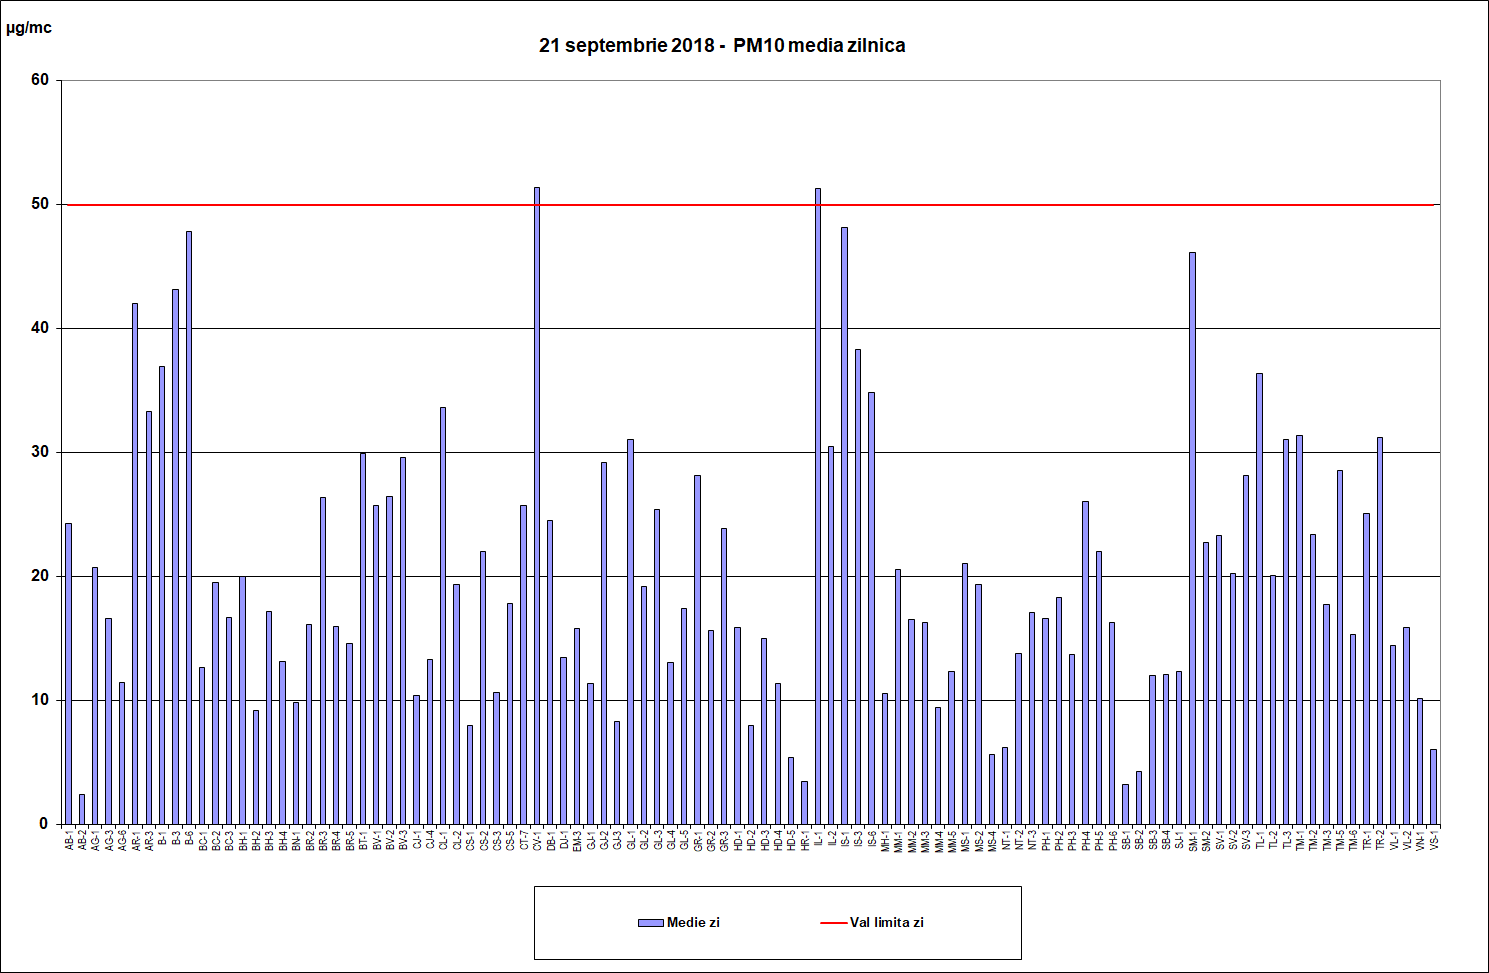 µg/mc
21 septembrie 2018 - PM10 media zilnica
60
50
40
30
20
10
0
AB-1 AB-2 AG-1 AG-3 AG-6 AR-1 AR-3 B-1 B-3 B-6 BC-1 BC-2 BC-3 BH-1 BH-2 BH-3 BH-4 BN-1 BR-2 BR-3 BR-4 BR-5 BT-1 BV-1 BV-2 BV-3 CJ-1 CJ-4 CL-1 CL-2 CS-1 CS-2 CS-3 CS-5 CT-7 CV-1 DB-1 DJ-1 EM-3 GJ-1 GJ-2 GJ-3 GL-1 GL-2 GL-3 GL-4 GL-5 GR-1 GR-2 GR-3 HD-1 HD-2 HD-3 HD-4 HD-5 HR-1 IL-1 IL-2 IS-1 IS-3 IS-6 MH-1 MM-1 MM-2 MM-3 MM-4 MM-5 MS-1 MS-2 MS-4 NT-1 NT-2 NT-3 PH-1 PH-2 PH-3 PH-4 PH-5 PH-6 SB-1 SB-2 SB-3 SB-4 SJ-1 SM-1 SM-2 SV-1 SV-2 SV-3 TL-1 TL-2 TL-3 TM-1 TM-2 TM-3 TM-5 TM-6 TR-1 TR-2 VL-1 VL-2 VN-1 VS-1
Medie zi
Val limita zi